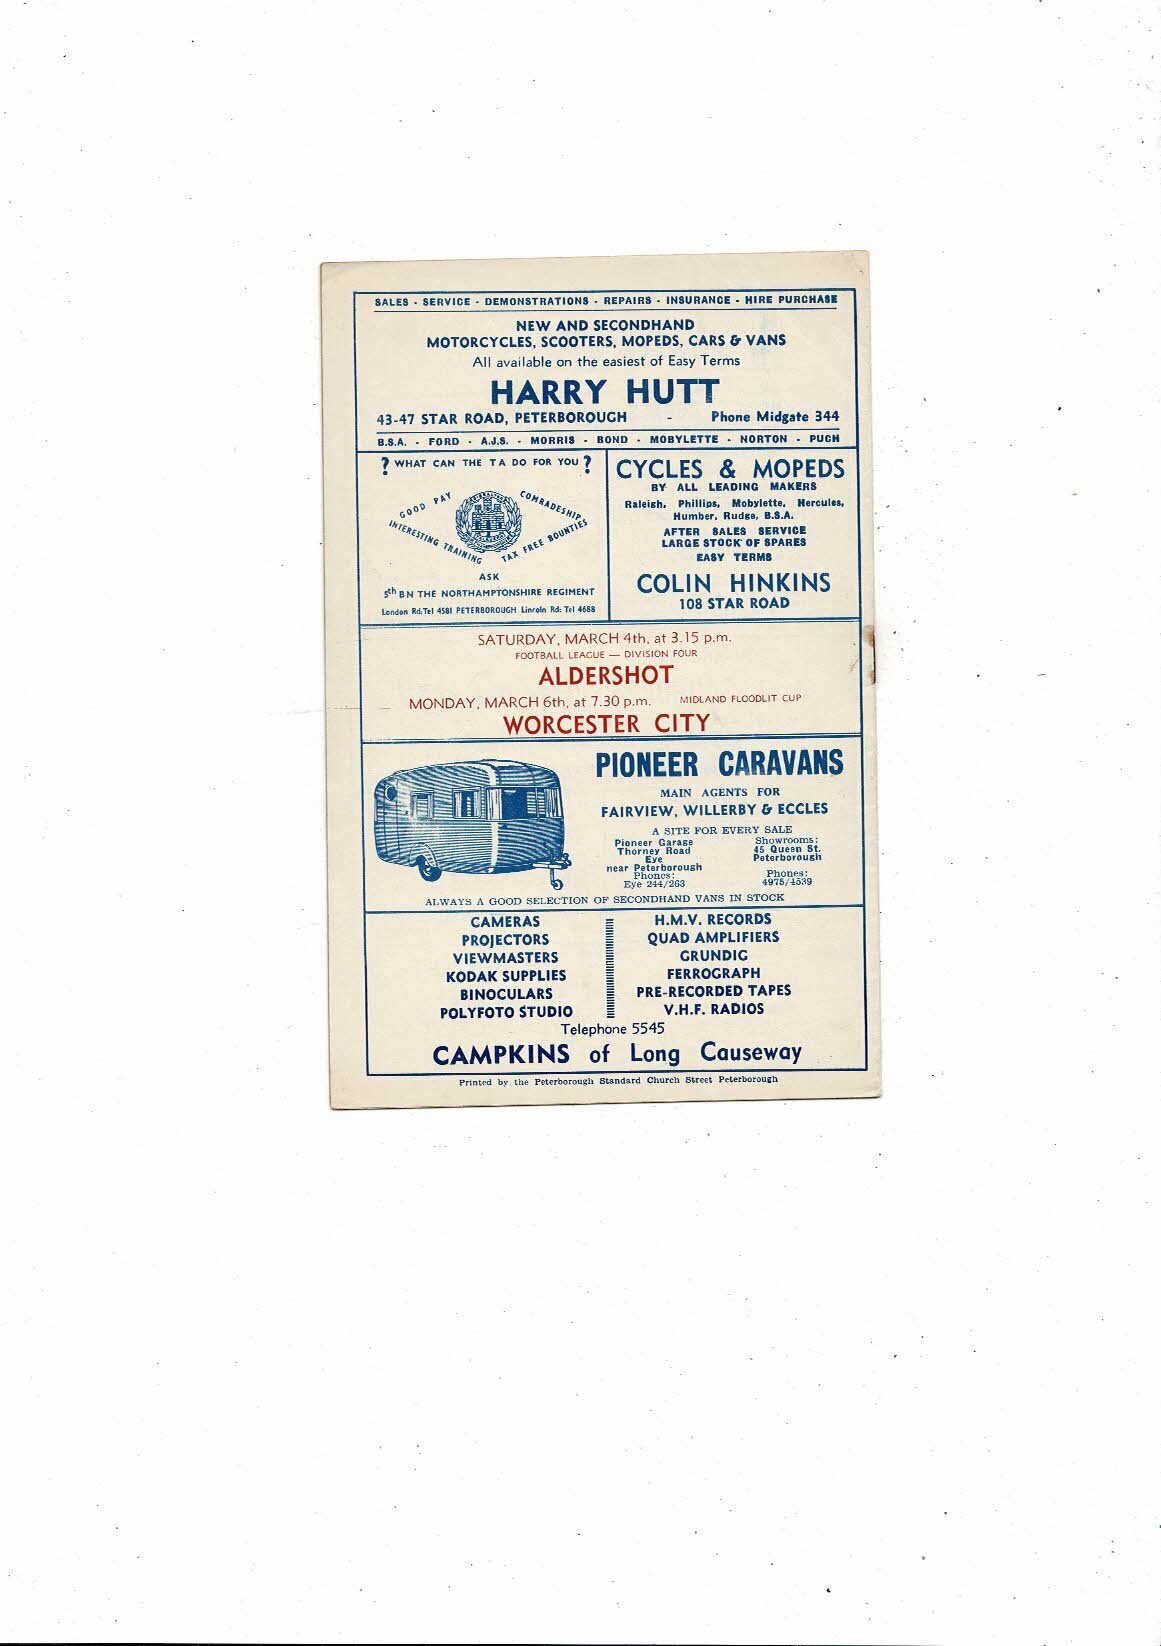 SALES - SERVICE - DEMONSTRATIONS - REPAIRS - INSURANCE - HIRE PURCHASE
NEW AND SECONDHAND
MOTORCYCLES, SCOOTERS, MOPEDS, CARS & VANS
All available on the easiest of Easy Terms
HARRY HUTT
43-47 STAR ROAD, PETERBOROUGH - Phone Midgate 344
B.S.A. - FORD - A.J.S. - MORRIS - BOND - MOBYLETTE - NORTON - PUCH
? WHAT CAN THE T A DO FOR YOU ?
GOOD PAY
COMRADESHIP
INTERESTING TRAINING
TAX FREE BOUNTIES
ASK
5th BN THE NORTHAMPTONSHIRE REGIMENT
London Rd: Tel 4581 PETERBOROUGH Lincoln Rd: Tel 4688
CYCLES & MOPEDS
BY ALL LEADING MAKERS
Raleigh, Phillips, Mobylette, Hercules,
Humber, Rudge, B.S.A.
AFTER SALES SERVICE
LARGE STOCK OF SPARES
EASY TERMS
COLIN HINKINS
108 STAR ROAD
SATURDAY, MARCH 4th, at 3.15 p.m.
FOOTBALL LEAGUE — DIVISION FOUR
ALDERSHOT
MONDAY, MARCH 6th, at 7.30 p.m. MIDLAND FLOODLIT CUP
WORCESTER CITY
PIONEER CARAVANS
MAIN AGENTS FOR
FAIRVIEW, WILLERBY & ECCLES
A SITE FOR EVERY SALE
Pioneer Garage
Thorney Road
Eye
near Peterborough
Phones:
Eye 244/263
Showrooms:
45 Queen St.
Peterborough
Phones:
4975/4539
ALWAYS A GOOD SELECTION OF SECONDHAND VANS IN STOCK
CAMERAS
PROJECTORS
VIEWMASTERS
KODAK SUPPLIES
BINOCULARS
POLYFOTO STUDIO
H.M.V. RECORDS
QUAD AMPLIFIERS
GRUNDIG
FERROGRAPH
PRE-RECORDED TAPES
V.H.F. RADIOS
Telephone 5545
CAMPKINS of Long Causeway
Printed by the Peterborough Standard Church Street Peterborough